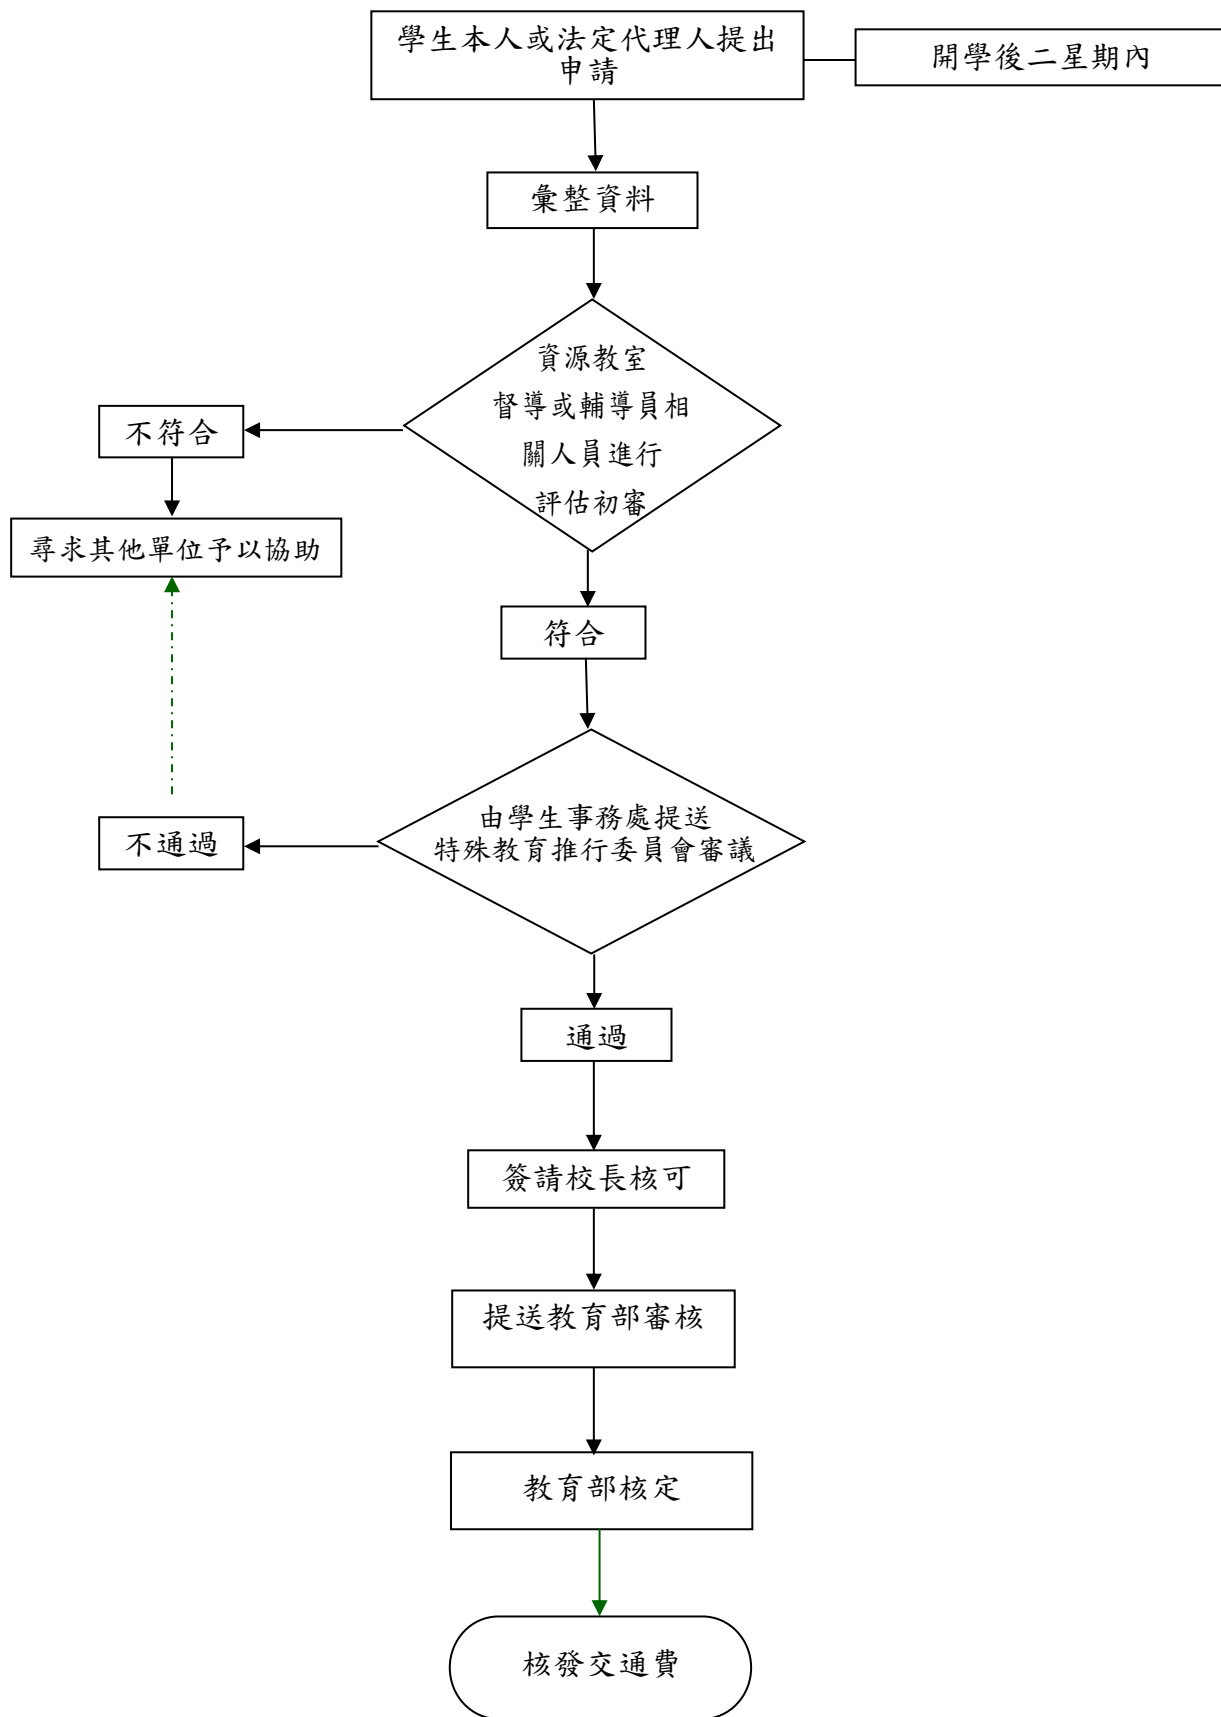 學生本人或法定代理人提出
申請
開學後二星期內
彙整資料
資源教室
督導或輔導員相
關人員進行
評估初審
不符合
尋求其他單位予以協助
符合
由學生事務處提送
特殊教育推行委員會審議
不通過
通過
簽請校長核可
提送教育部審核
教育部核定
核發交通費